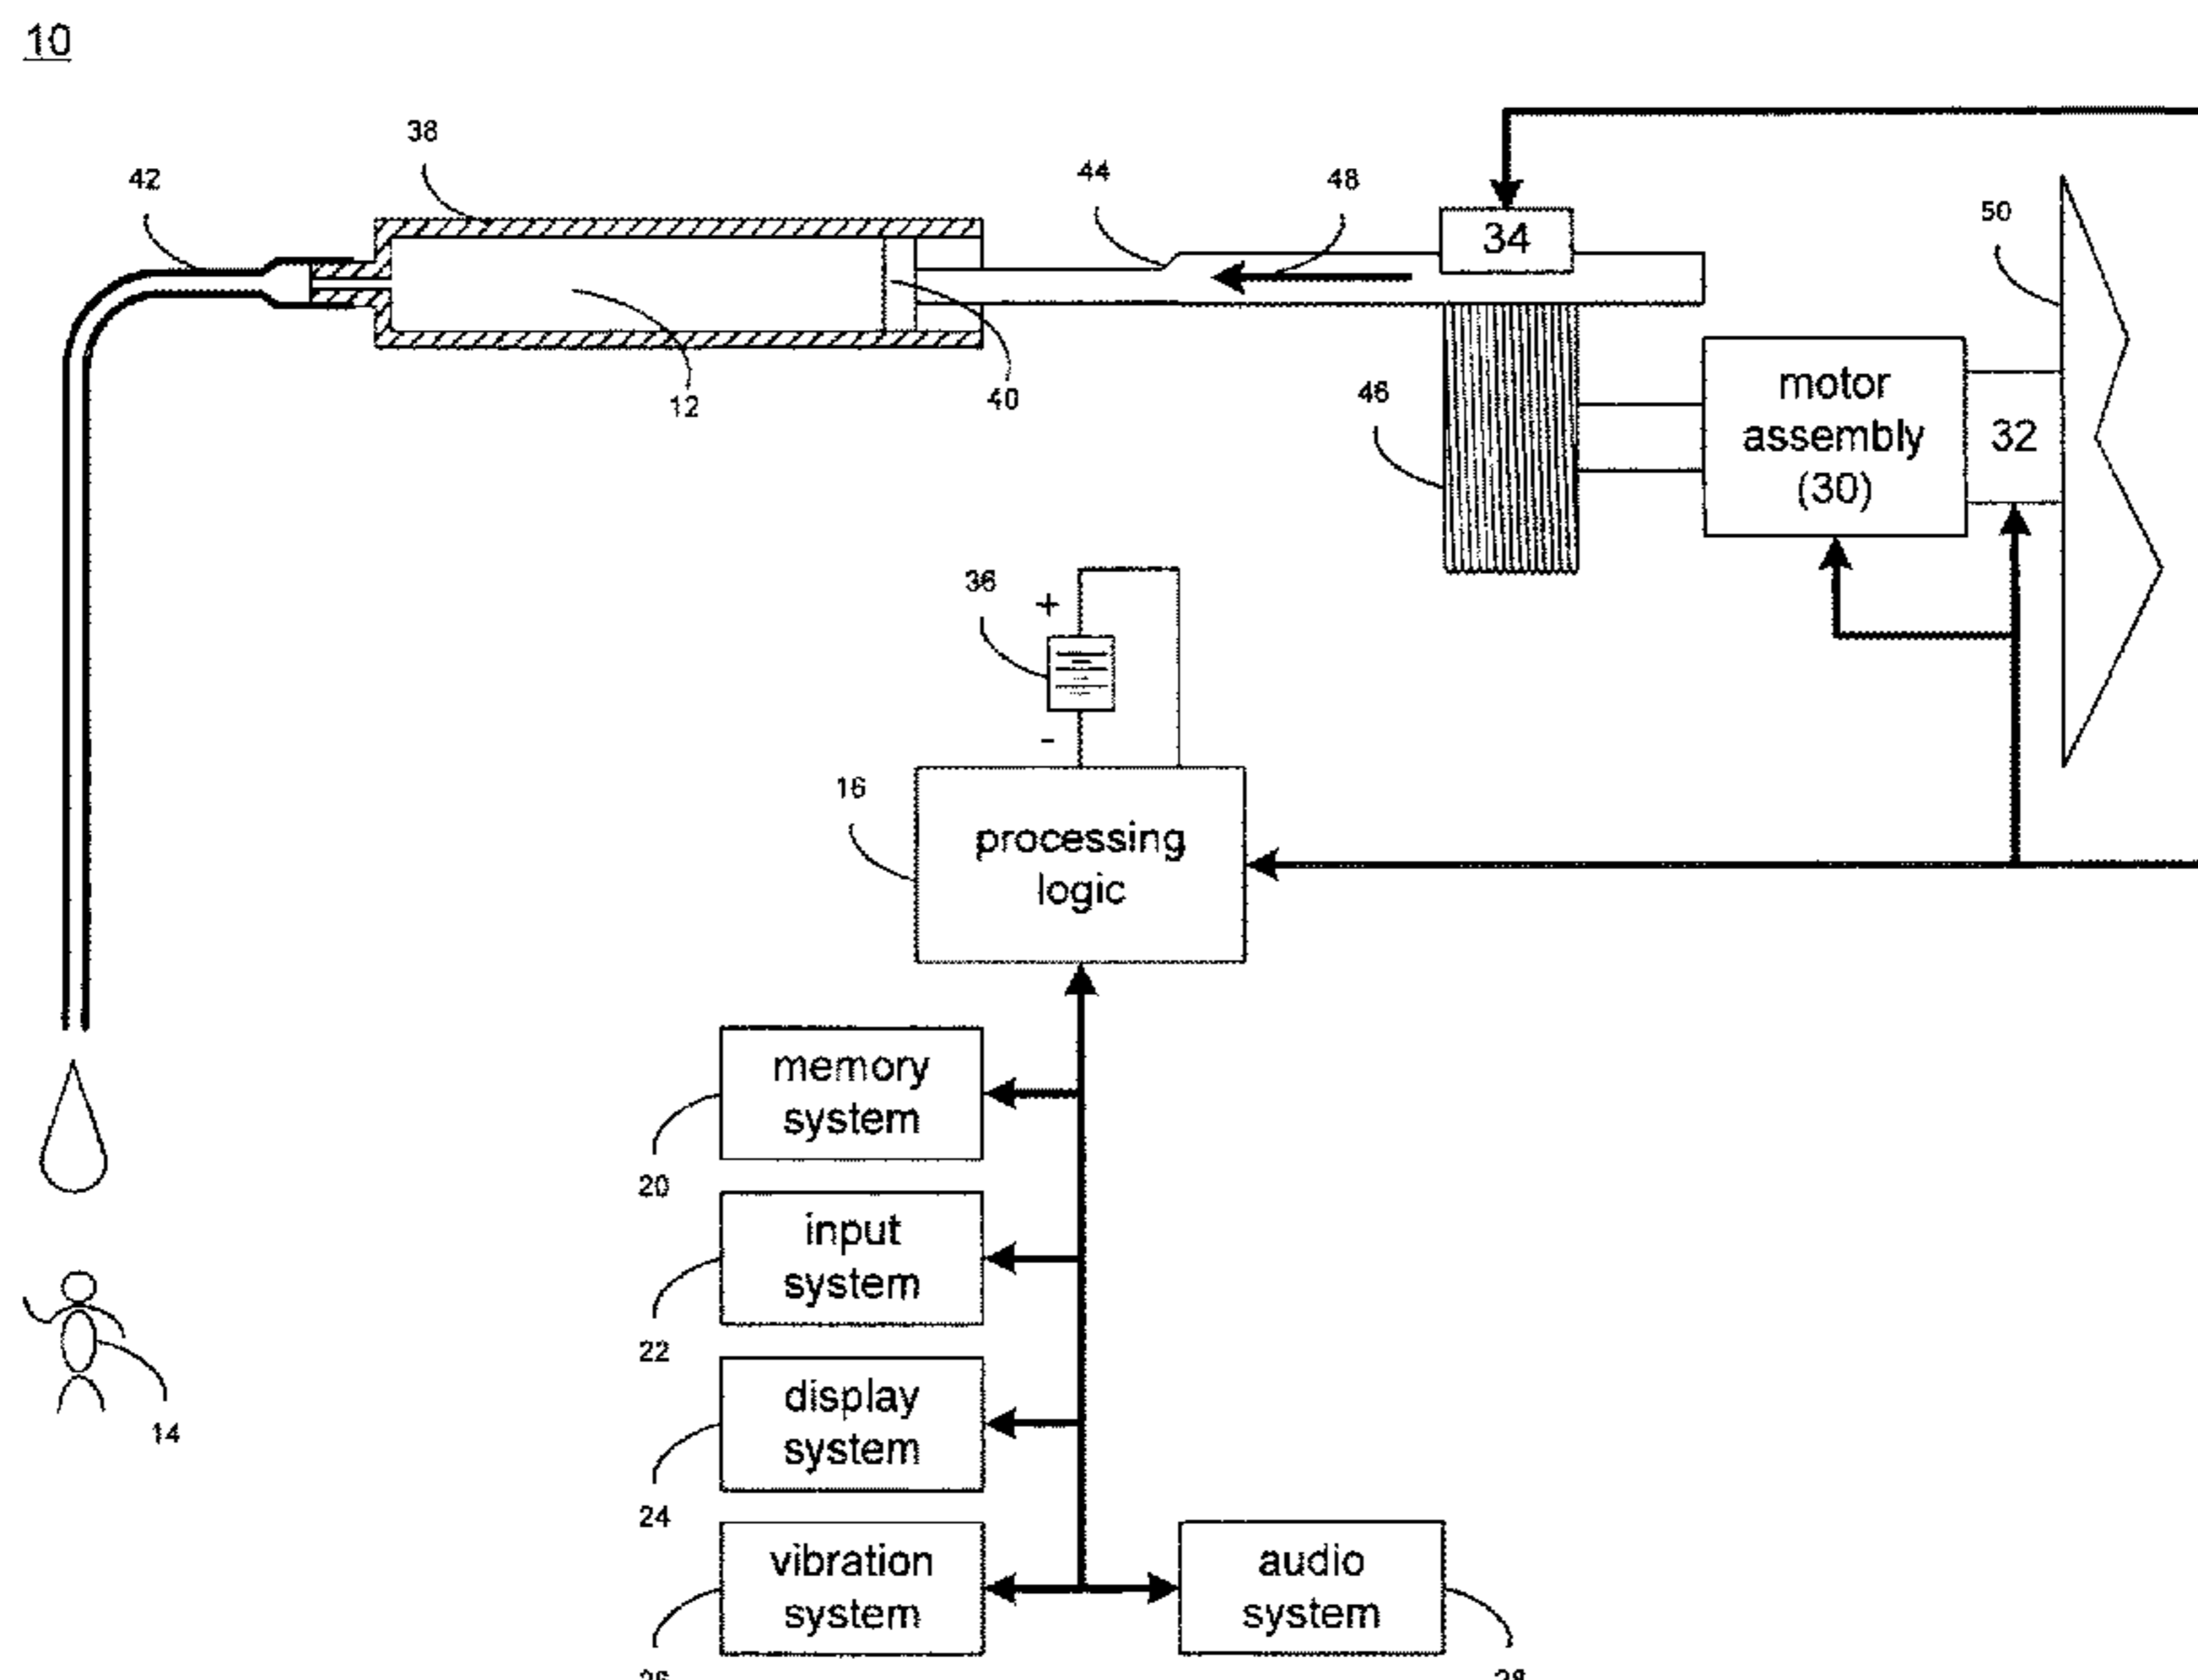 10
38
42
44
48
34
50
12
40
46
motor
assembly
(30)
32
36
+
-
16
processing
logic
memory
system
20
input
system
22
display
system
24
14
vibration
system
audio
system